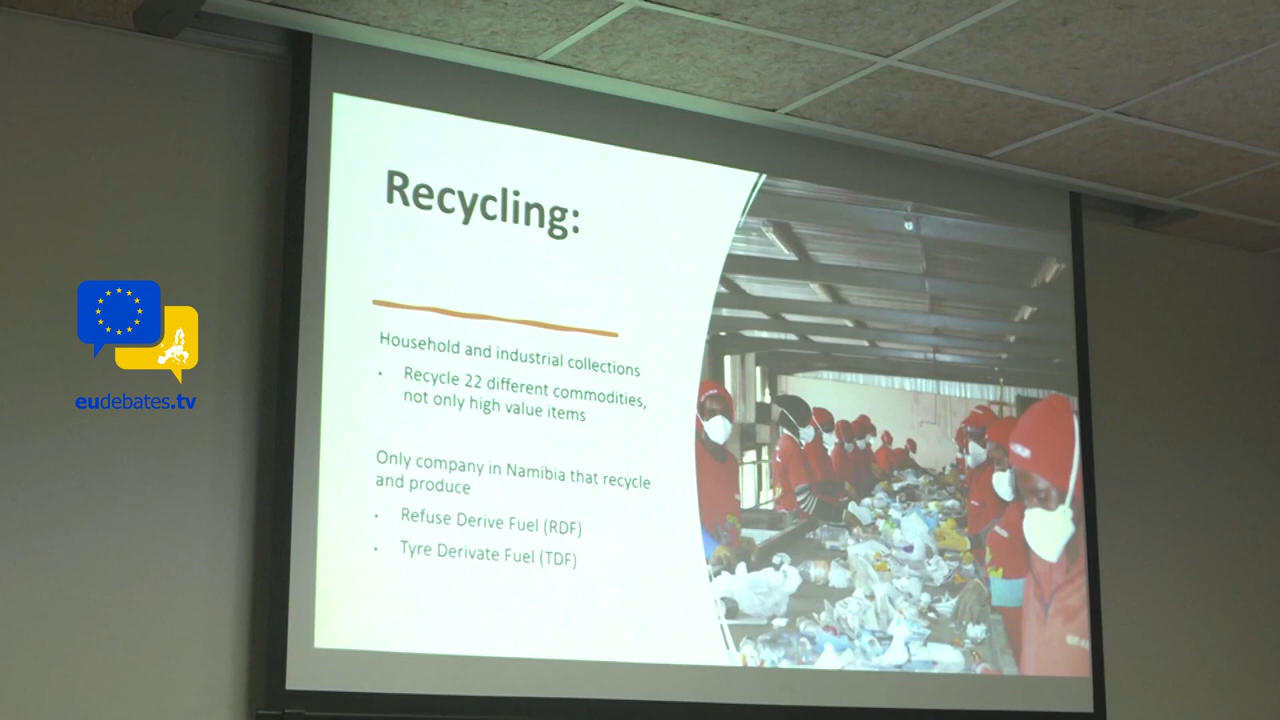 Recycling:
Household and industrial collections
• Recycle 22 different commodities,
not only high value items
Only company in Namibia that recycle
and produce
• Refuse Derive Fuel (RDF)
• Tyre Derivate Fuel (TDF)
eudebates.tv